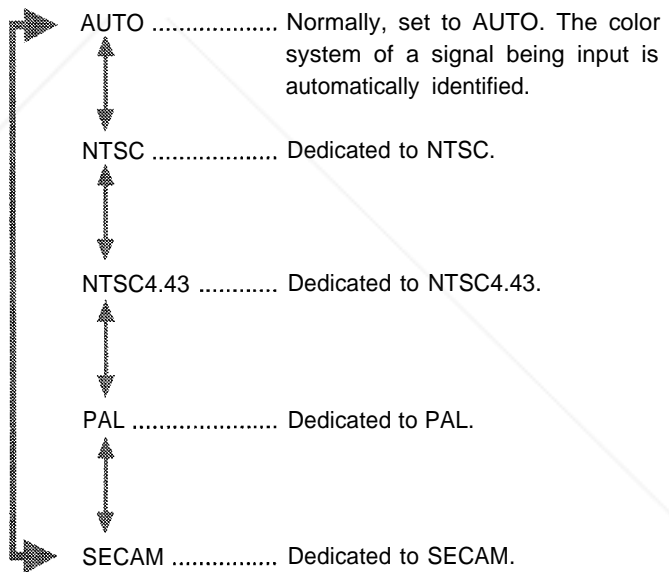 AUTO ................... Normally, set to AUTO. The color
system of a signal being input is
automatically identified.
NTSC ................... Dedicated to NTSC.
NTSC4.43 ............ Dedicated to NTSC4.43.
PAL ...................... Dedicated to PAL.
SECAM ................ Dedicated to SECAM.